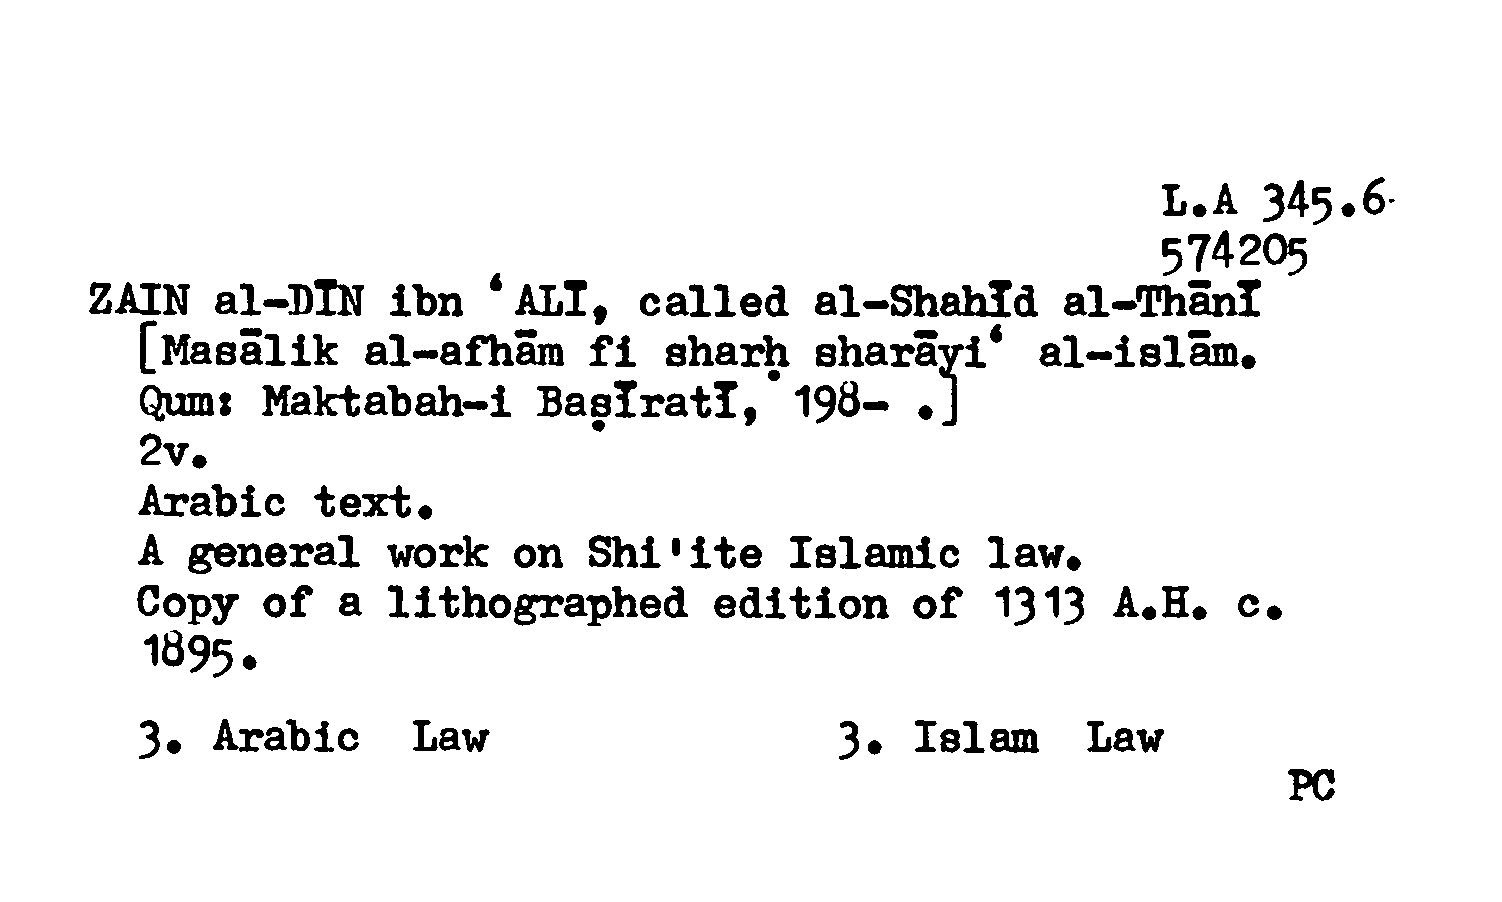 L.A 345.6
574205
ZAIN al-DĪN ibn ‘ALĪ, called al-Shahīd al-Thānī
[Masālik al-afhām fi sharḥ sharāyi‘ al-islām.
Qum: Maktabah-i Baṣīratī, 198- .]
2v.
Arabic text.
A general work on Shi'ite Islamic law.
Copy of a lithographed edition of 1313 A.H. c.
1895.
3. Arabic Law 3. Islam Law
PC